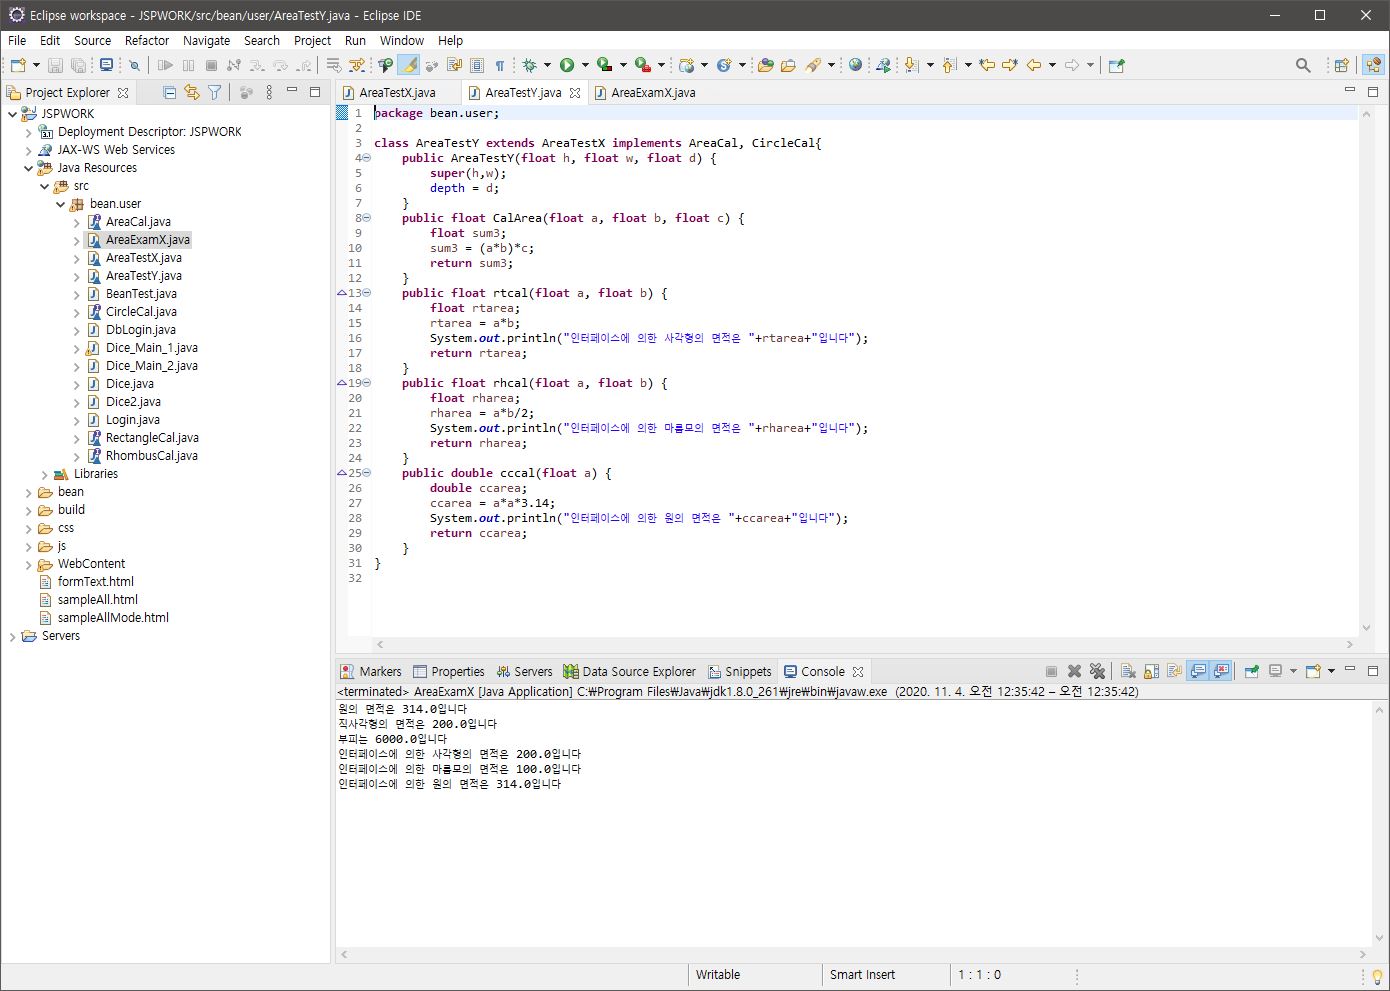 Eclipse workspace - JSPWORK/src/bean/user/AreaTestY.java - Eclipse IDE
File Edit Source Refactor Navigate Search Project Run Window Help
Project Explorer
JSPWORK
Deployment Descriptor: JSPWORK
JAX-WS Web Services
Java Resources
src
bean.user
AreaCal.java
AreaExamX.java
AreaTestX.java
AreaTestY.java
BeanTest.java
CircleCal.java
DbLogin.java
Dice_Main_1.java
Dice_Main_2.java
Dice.java
Dice2.java
Login.java
RectangleCal.java
RhombusCal.java
Libraries
bean
build
css
js
WebContent
formText.html
sampleAll.html
sampleAllMode.html
Servers
AreaTestX.java AreaTestY.java AreaExamX.java
1 package bean.user;
2
3 class AreaTestY extends AreaTestX implements AreaCal, CircleCal{
4 public AreaTestY(float h, float w, float d) {
5 super(h,w);
6 depth = d;
7 }
8 public float CalArea(float a, float b, float c) {
9 float sum3;
10 sum3 = (a*b)*c;
11 return sum3;
12 }
13 public float rtcal(float a, float b) {
14 float rtarea;
15 rtarea = a*b;
16 System.out.println("인터페이스에 의한 사각형의 면적은 "+rtarea+"입니다");
17 return rtarea;
18 }
19 public float rhcal(float a, float b) {
20 float rharea;
21 rharea = a*b/2;
22 System.out.println("인터페이스에 의한 마름모의 면적은 "+rharea+"입니다");
23 return rharea;
24 }
25 public double cccal(float a) {
26 double ccarea;
27 ccarea = a*a*3.14;
28 System.out.println("인터페이스에 의한 원의 면적은 "+ccarea+"입니다");
29 return ccarea;
30 }
31 }
32
Markers Properties Servers Data Source Explorer Snippets Console
<terminated> AreaExamX [Java Application] C:₩Program Files₩Java₩jdk1.8.0_261₩jre₩bin₩javaw.exe (2020. 11. 4. 오전 12:35:42 – 오전 12:35:42)
원의 면적은 314.0입니다
직사각형의 면적은 200.0입니다
부피는 6000.0입니다
인터페이스에 의한 사각형의 면적은 200.0입니다
인터페이스에 의한 마름모의 면적은 100.0입니다
인터페이스에 의한 원의 면적은 314.0입니다
Writable Smart Insert 1 : 1 : 0